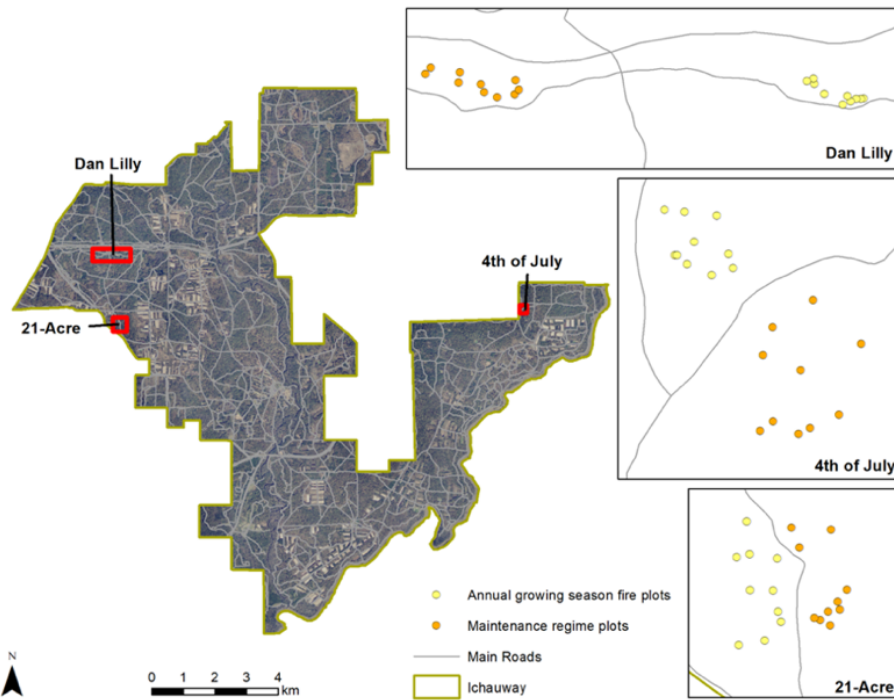 Dan Lilly
Dan Lilly
4th of July
21-Acre
4th of July
Annual growing season fire plots
Maintenance regime plots
Main Roads
Ichauway
21-Acre
N
0 1 2 3 4
km